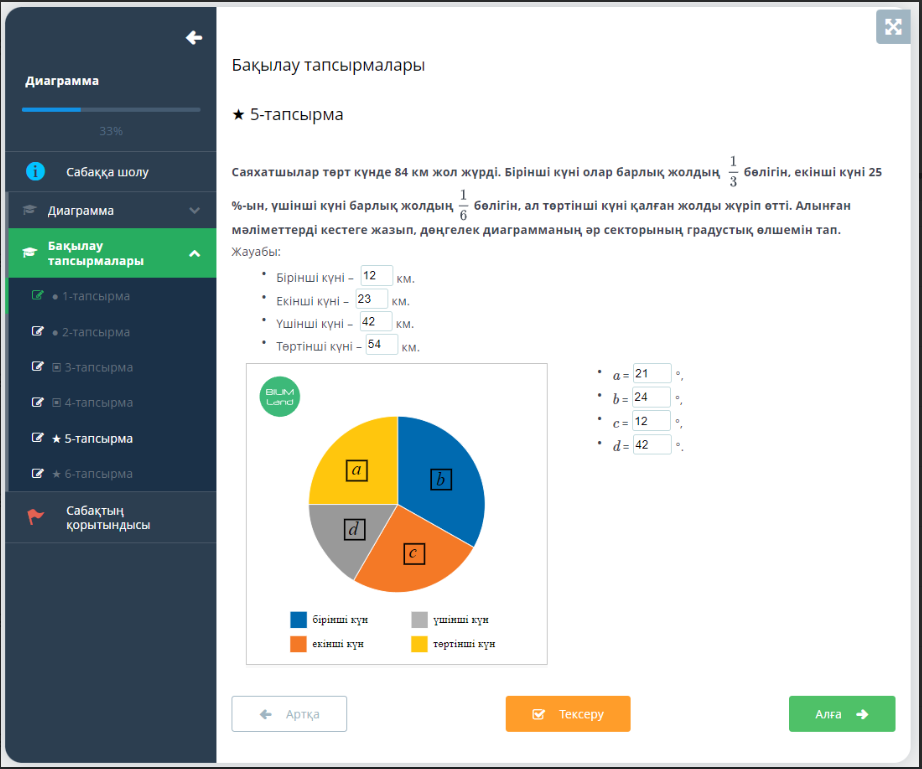 Диаграмма
33%
Сабаққа шолу
Диаграмма
Бақылау
тапсырмалары
1-тапсырма
2-тапсырма
3-тапсырма
4-тапсырма
★ 5-тапсырма
★ 6-тапсырма
Сабақтың
қорытындысы
Бақылау тапсырмалары
★ 5-тапсырма
Саяхатшылар төрт күнде 84 км жол жүрді. Бірінші күні олар барлық жолдың 1/3 бөлігін, екінші күні 25
%-ын, үшінші күні барлық жолдың 1/6 бөлігін, ал төртінші күні қалған жолды жүріп өтті. Алынған
мәліметтерді кестеге жазып, дөңгелек диаграмманың әр секторының градустық өлшемін тап.
Жауабы:
• Бірінші күні – 12 км.
• Екінші күні – 23 км.
• Үшінші күні – 42 км.
• Төртінші күні – 54 км.
BILIM
Land
a
b
d
c
бірінші күн
үшінші күн
екінші күн
төртінші күн
• a = 21 °,
• b = 24 °,
• c = 12 °,
• d = 42 °.
Артқа
Тексеру
Алға